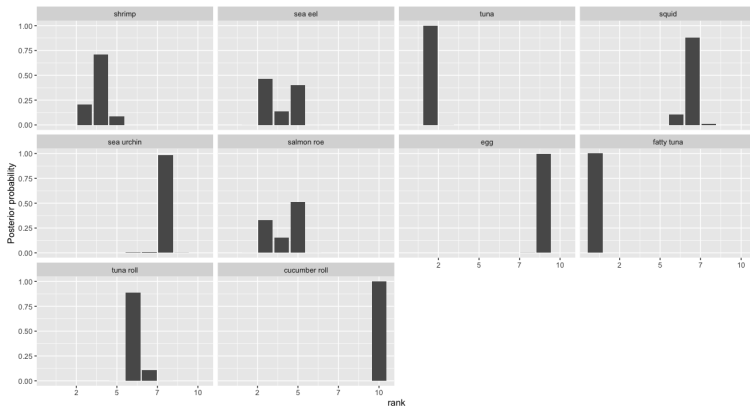 shrimp sea eel tuna squid
1.00
0.75
0.50
0.25
0.00
sea urchin salmon roe egg fatty tuna
1.00
0.75
0.50
0.25
0.00
2 5 7 10 2 5 7 10
tuna roll cucumber roll
1.00
0.75
0.50
0.25
0.00
2 5 7 10 2 5 7 10
Posterior probability
rank